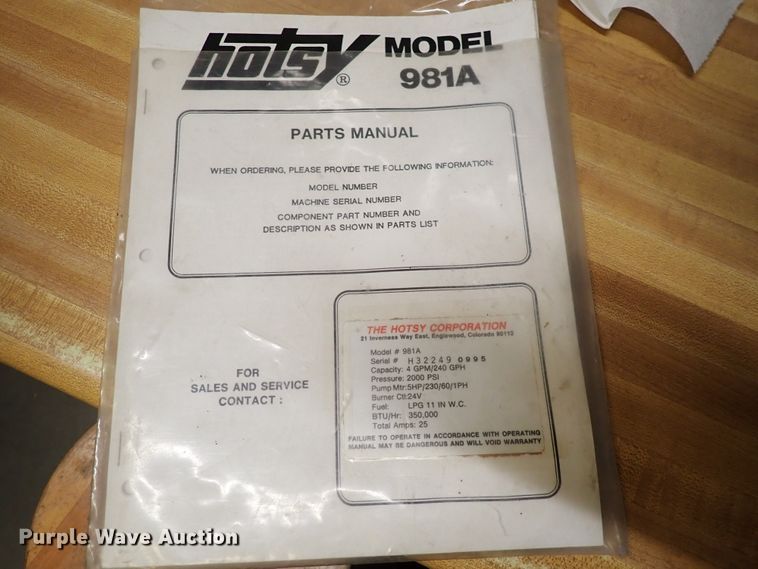 hotsy® MODEL
981A
PARTS MANUAL
WHEN ORDERING, PLEASE PROVIDE THE FOLLOWING INFORMATION:
MODEL NUMBER
MACHINE SERIAL NUMBER
COMPONENT PART NUMBER AND
DESCRIPTION AS SHOWN IN PARTS LIST
FOR
SALES AND SERVICE
CONTACT :
THE HOTSY CORPORATION
21 Inverness Way East, Englewood, Colorado 80112
Model # 981A
Serial # H32249 0995
Capacity: 4 GPM/240 GPH
Pressure: 2000 PSI
Pump Mtr: 5HP/230/60/1PH
Burner Ctl: 24V
Fuel: LPG 11 IN W.C.
BTU/Hr: 350,000
Total Amps: 25
FAILURE TO OPERATE IN ACCORDANCE WITH OPERATING
MANUAL MAY BE DANGEROUS AND WILL VOID WARRANTY
Purple Wave Auction